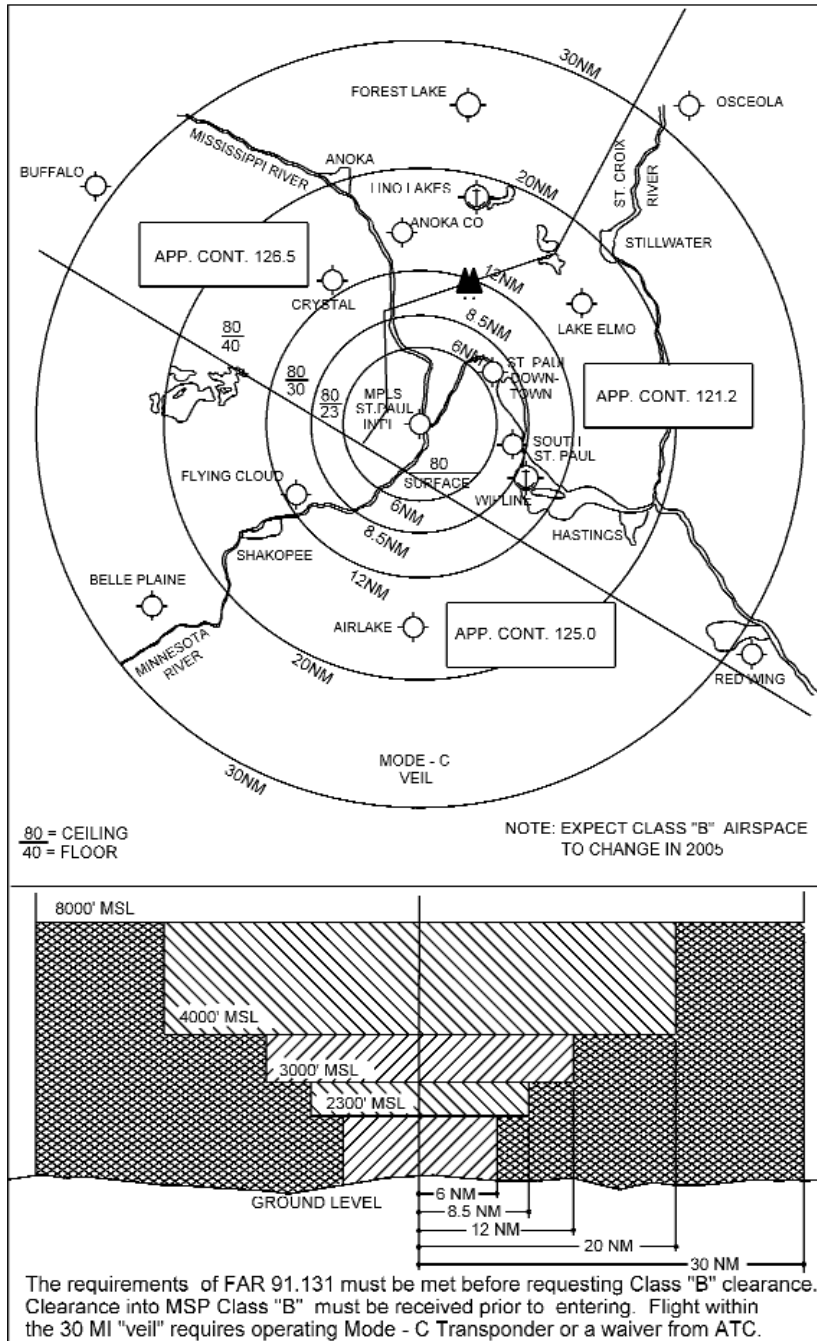 30NM
FOREST LAKE
OSCEOLA
MISSISSIPPI RIVER
ANOKA
ST. CROIX
RIVER
BUFFALO
LINO LAKES
20NM
ANOKA CO
STILLWATER
APP. CONT. 126.5
12NM
CRYSTAL
LAKE ELMO
8.5NM
80
40
6NM
ST. PAUL
DOWN-
TOWN
80
30
80
23
MPLS
ST.PAUL
INT'L
APP. CONT. 121.2
SOUTH
ST. PAUL
80
SURFACE
FLYING CLOUD
WIPLINE
6NM
HASTINGS
8.5NM
SHAKOPEE
12NM
BELLE PLAINE
AIRLAKE
APP. CONT. 125.0
MINNESOTA
RIVER
20NM
RED WING
MODE - C
VEIL
30NM
80 = CEILING
40 = FLOOR
NOTE: EXPECT CLASS "B" AIRSPACE
TO CHANGE IN 2005
8000' MSL
4000' MSL
3000' MSL
2300' MSL
GROUND LEVEL
6 NM
8.5 NM
12 NM
20 NM
30 NM
The requirements of FAR 91.131 must be met before requesting Class "B" clearance.
Clearance into MSP Class "B" must be received prior to entering. Flight within
the 30 MI "veil" requires operating Mode - C Transponder or a waiver from ATC.